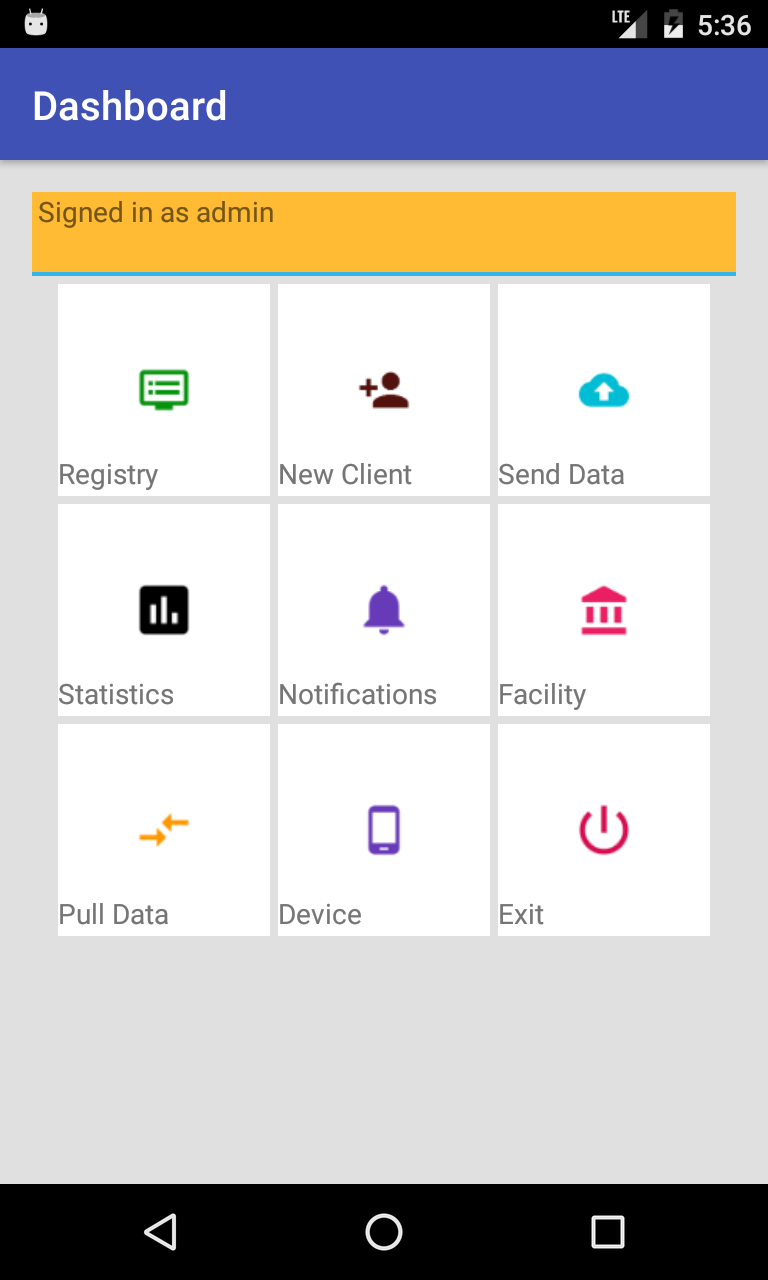 LTE 5:36
Dashboard
Signed in as admin
Registry New Client Send Data
Statistics Notifications Facility
Pull Data Device Exit